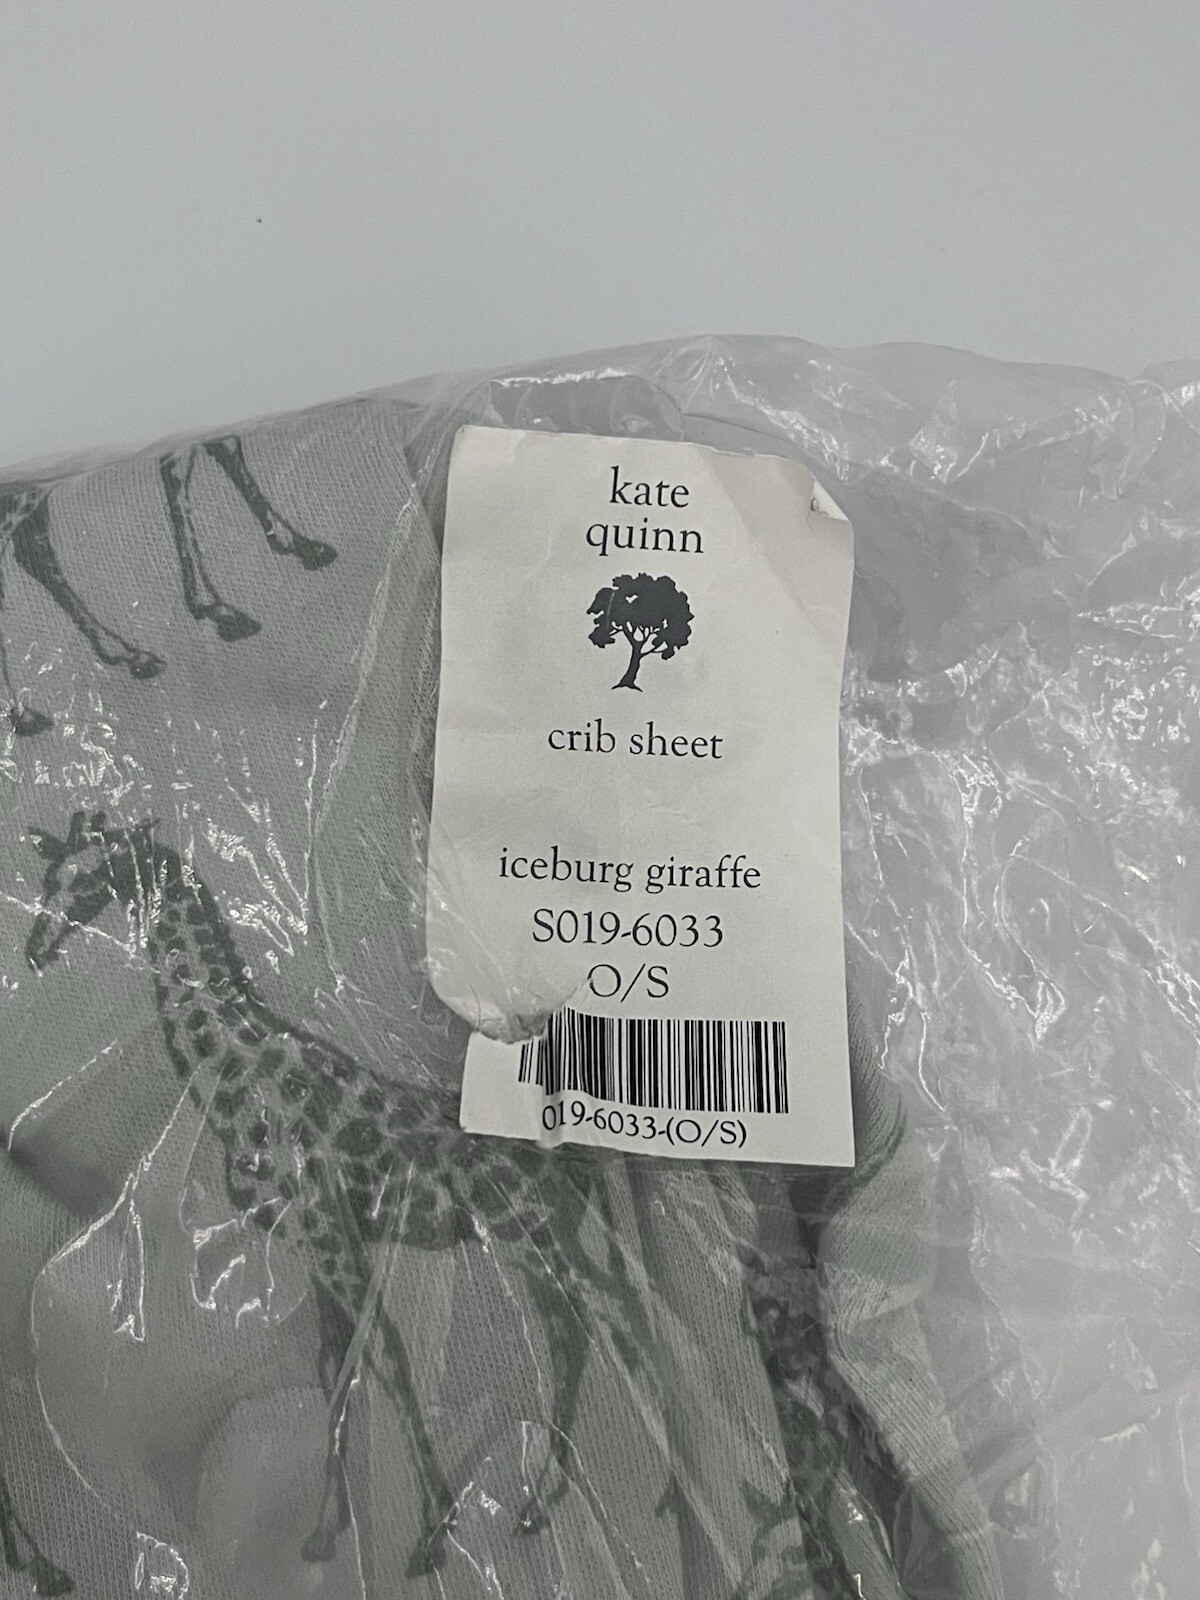 kate
quinn
crib sheet
iceburg giraffe
S019-6033
O/S
019-6033-(O/S)